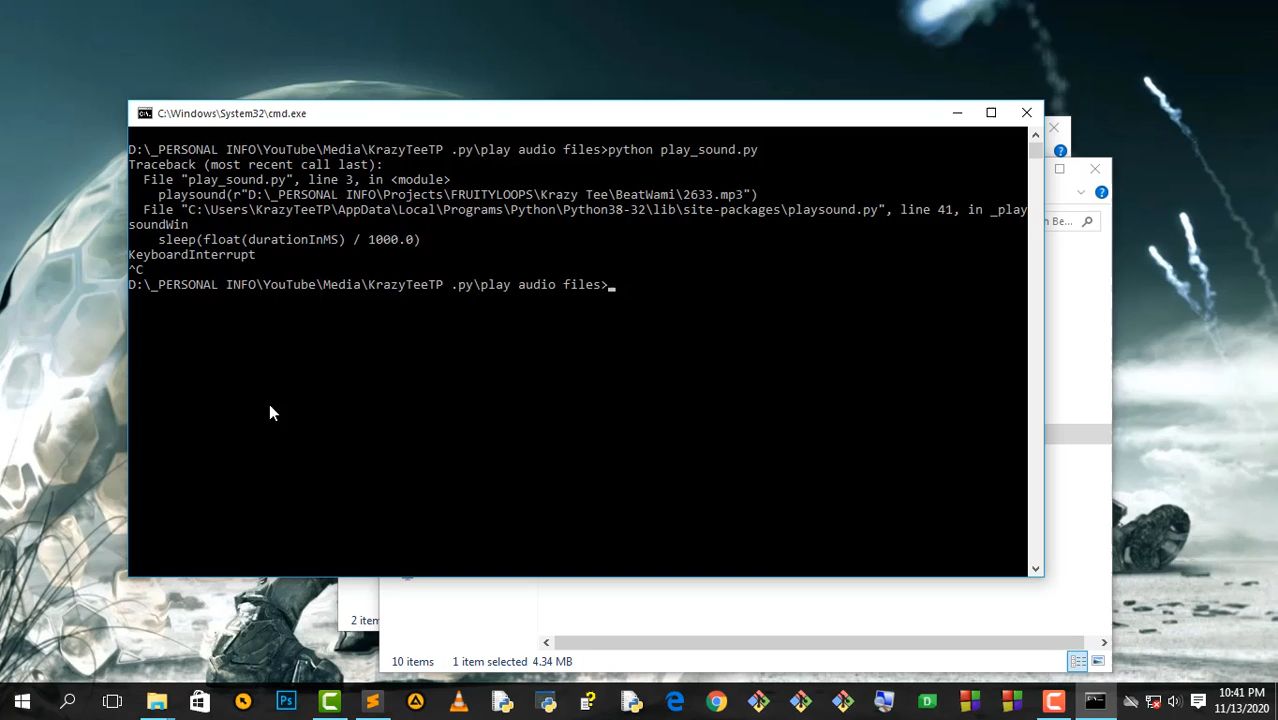 C:\Windows\System32\cmd.exe
D:\_PERSONAL INFO\YouTube\Media\KrazyTeeTP .py\play audio files>python play_sound.py
Traceback (most recent call last):
  File "play_sound.py", line 3, in <module>
    playsound(r"D:\_PERSONAL INFO\Projects\FRUITYLOOPS\Krazy Tee\BeatWami\2633.mp3")
  File "C:\Users\KrazyTeeTP\AppData\Local\Programs\Python\Python38-32\lib\site-packages\playsound.py", line 41, in _play
soundWin
    sleep(float(durationInMS) / 1000.0)
KeyboardInterrupt
^C
D:\_PERSONAL INFO\YouTube\Media\KrazyTeeTP .py\play audio files>
n Be...
2 item
10 items 1 item selected 4.34 MB
Ps
D
10:41 PM
11/13/2020